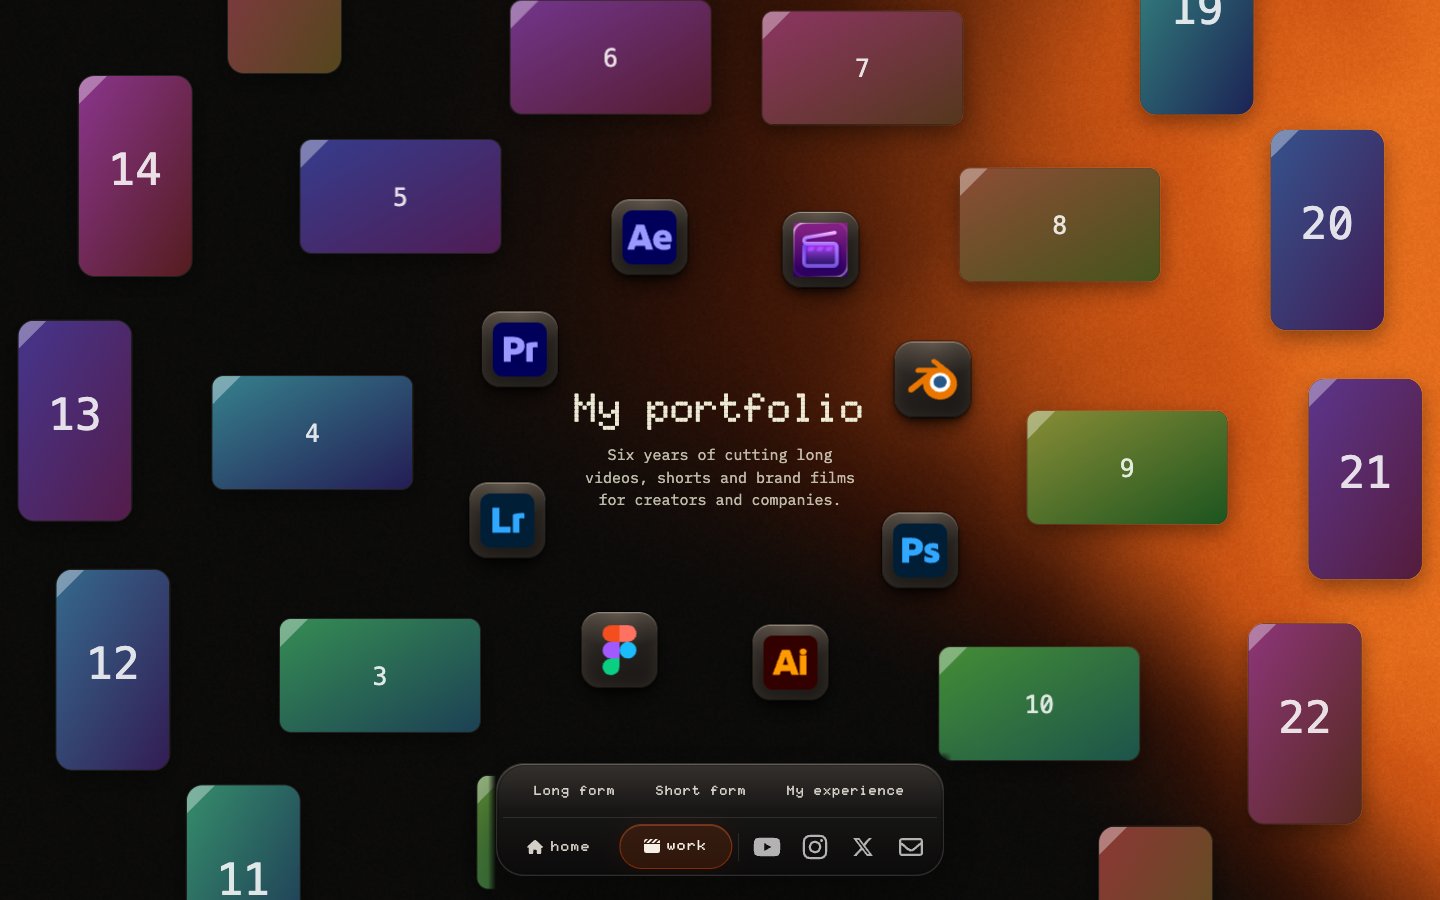 19
6
7
14
5
8
20
Ae
Pr
13
4
My portfolio
Six years of cutting long
videos, shorts and brand films
for creators and companies.
9
21
Lr
Ps
12
3
Ai
10
22
Long form Short form My experience
home work
11